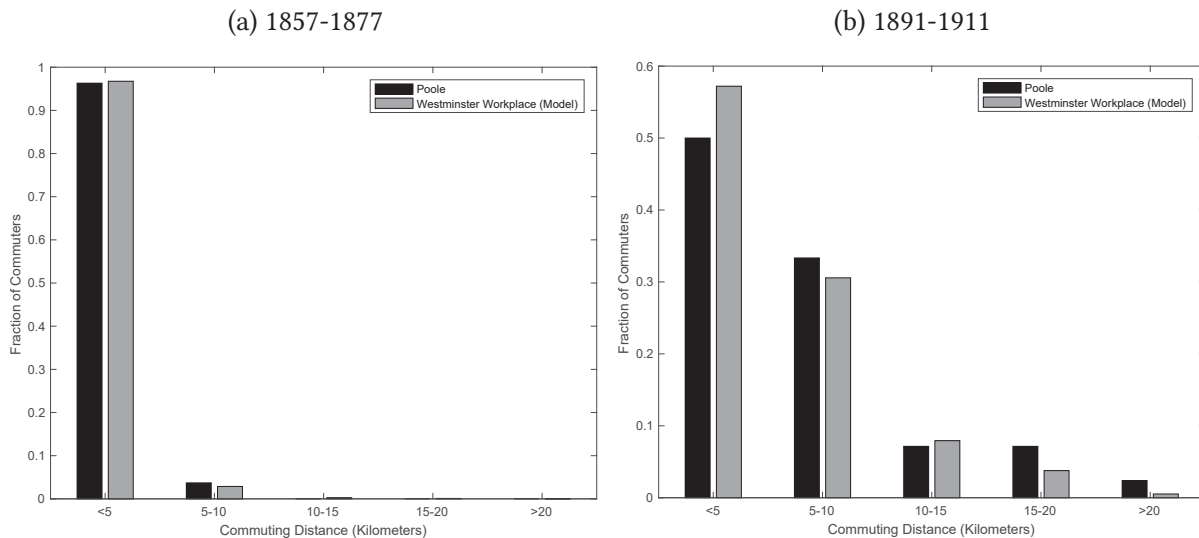 (a) 1857-1877
1
0.9
0.8
0.7
0.6
0.5
0.4
0.3
0.2
0.1
0
Fraction of Commuters
Poole
Westminster Workplace (Model)
<5
5-10
10-15
15-20
>20
Commuting Distance (Kilometers)
(b) 1891-1911
0.6
0.5
0.4
0.3
0.2
0.1
0
Fraction of Commuters
Poole
Westminster Workplace (Model)
<5
5-10
10-15
15-20
>20
Commuting Distance (Kilometers)